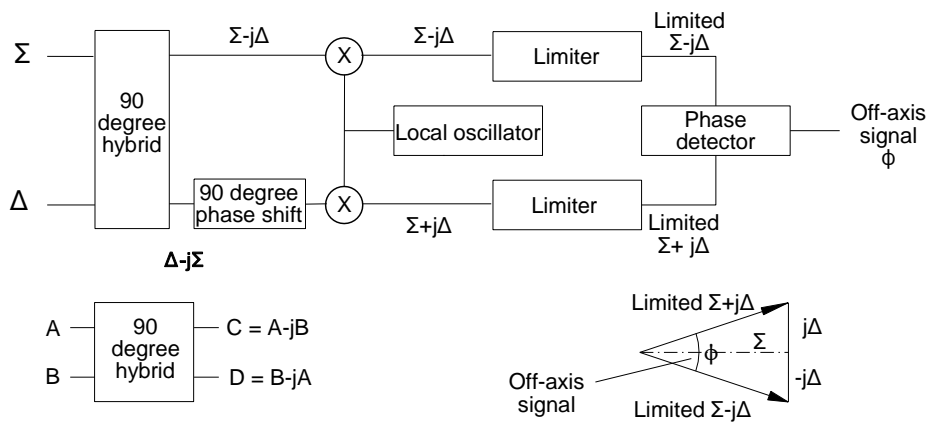 Σ
Σ-jΔ
X
Σ-jΔ
Limiter
Limited
Σ-jΔ
90
degree
hybrid
Local oscillator
Phase
detector
Off-axis
signal
ϕ
Δ
90 degree
phase shift
X
Σ+jΔ
Limiter
Limited
Σ+ jΔ
Δ-jΣ
A
B
90
degree
hybrid
C = A-jB
D = B-jA
Limited Σ+jΔ
jΔ
Σ
ϕ
-jΔ
Off-axis
signal
Limited Σ-jΔ